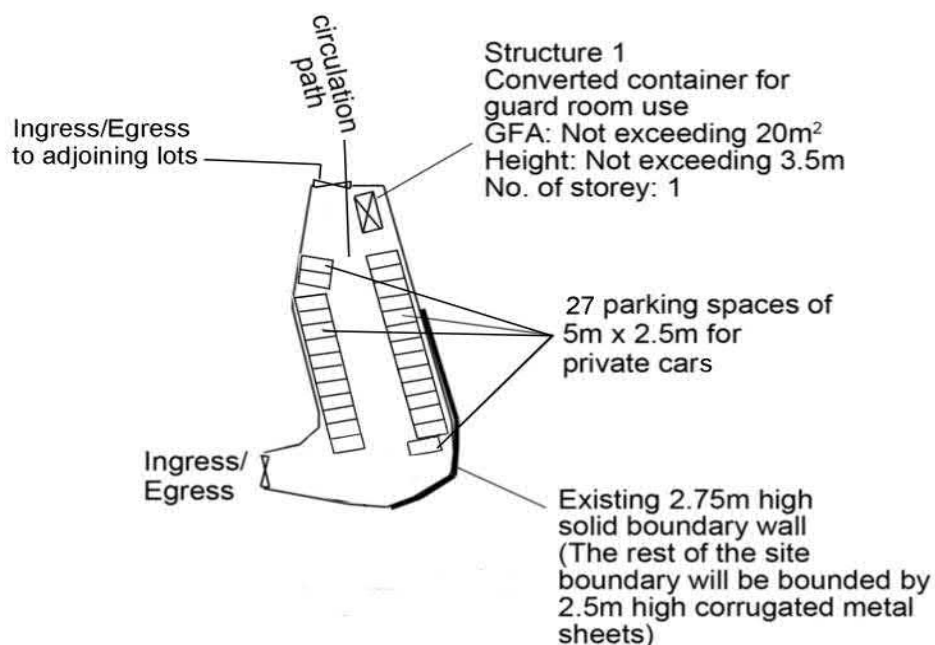 circulation
path
Structure 1
Converted container for
guard room use
GFA: Not exceeding 20m²
Height: Not exceeding 3.5m
No. of storey: 1
Ingress/Egress
to adjoining lots
27 parking spaces of
5m x 2.5m for
private cars
Ingress/
Egress
Existing 2.75m high
solid boundary wall
(The rest of the site
boundary will be bounded by
2.5m high corrugated metal
sheets)